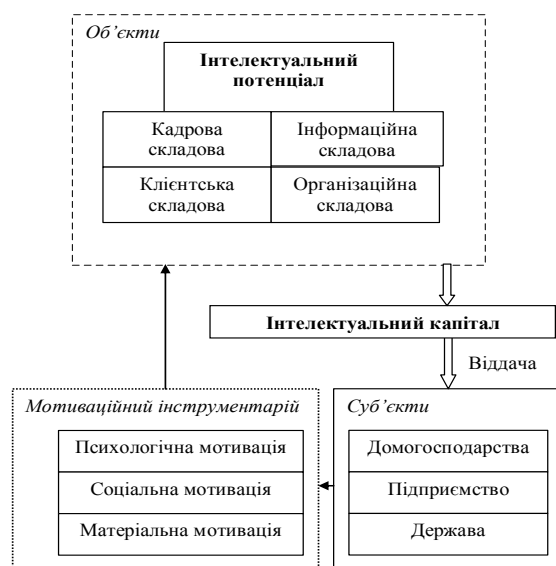 Об’єкти
Інтелектуальний
потенціал
Кадрова
складова
Інформаційна
складова
Клієнтська
складова
Організаційна
складова
Інтелектуальний капітал
Віддача
Мотиваційний інструментарій
Психологічна мотивація
Соціальна мотивація
Матеріальна мотивація
Суб’єкти
Домогосподарства
Підприємство
Держава